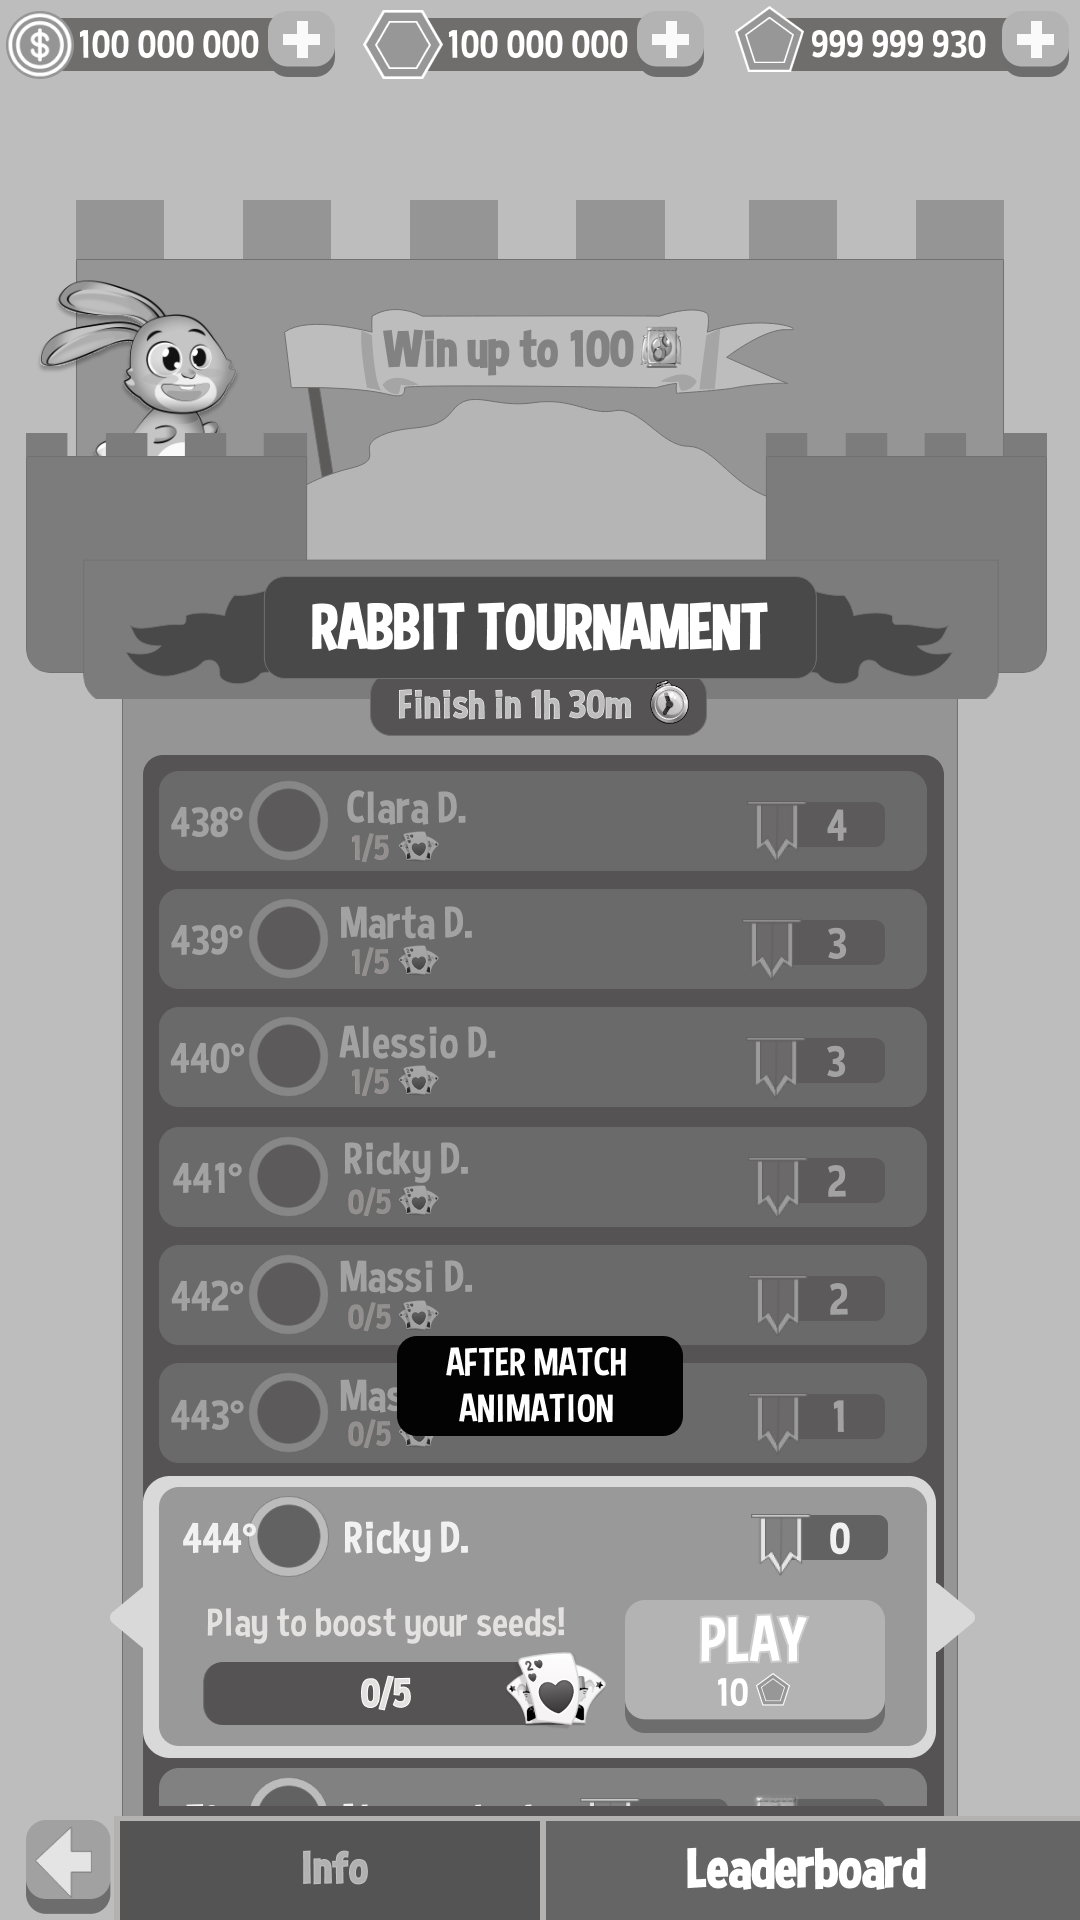 100 000 000
100 000 000
999 999 930
Win up to 100
RABBIT TOURNAMENT
Finish in 1h 30m
438° Clara D. 4
1/5
439° Marta D. 3
1/5
440° Alessio D. 3
1/5
441° Ricky D. 2
0/5
442° Massi D. 2
0/5
AFTER MATCH
ANIMATION
443° 1
0/5
444° Ricky D. 0
Play to boost your seeds!
0/5
PLAY
10
Info
Leaderboard